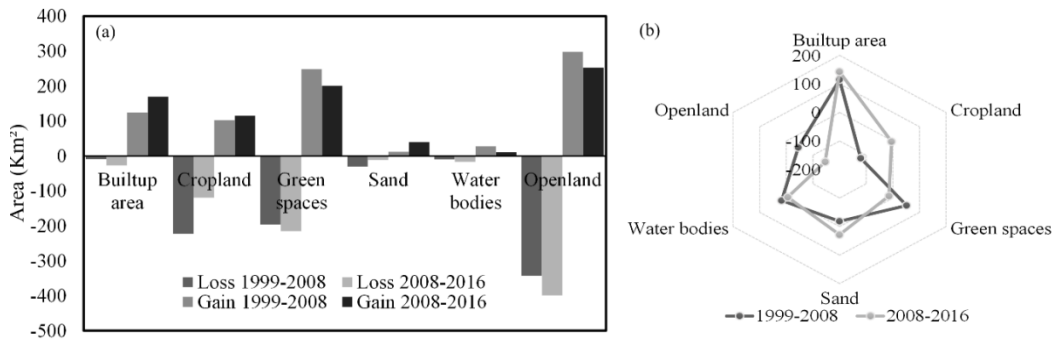 (a)
Area (Km²)
400
300
200
100
0
-100
-200
-300
-400
-500
Builtup area
Cropland
Green spaces
Sand
Water bodies
Openland
Loss 1999-2008
Loss 2008-2016
Gain 1999-2008
Gain 2008-2016
(b)
Builtup area
200
100
0
-100
-200
Openland
Cropland
Water bodies
Green spaces
Sand
1999-2008
2008-2016